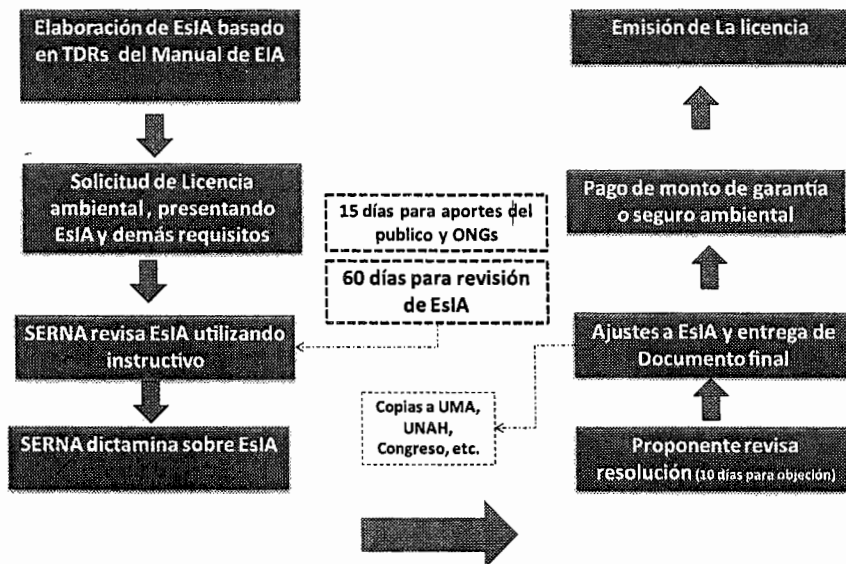 Elaboración de EsIA basado
en TDRs del Manual de EIA
Solicitud de Licencia
ambiental , presentando
EsIA y demás requisitos
SERNA revisa EsIA utilizando
instructivo
SERNA dictamina sobre EsIA
15 días para aportes del
publico y ONGs
60 días para revisión
de EsIA
Copias a UMA,
UNAH,
Congreso, etc.
Emisión de La licencia
Pago de monto de garantía
o seguro ambiental
Ajustes a EsIA y entrega de
Documento final
Proponente revisa
resolución (10 días para objeción)